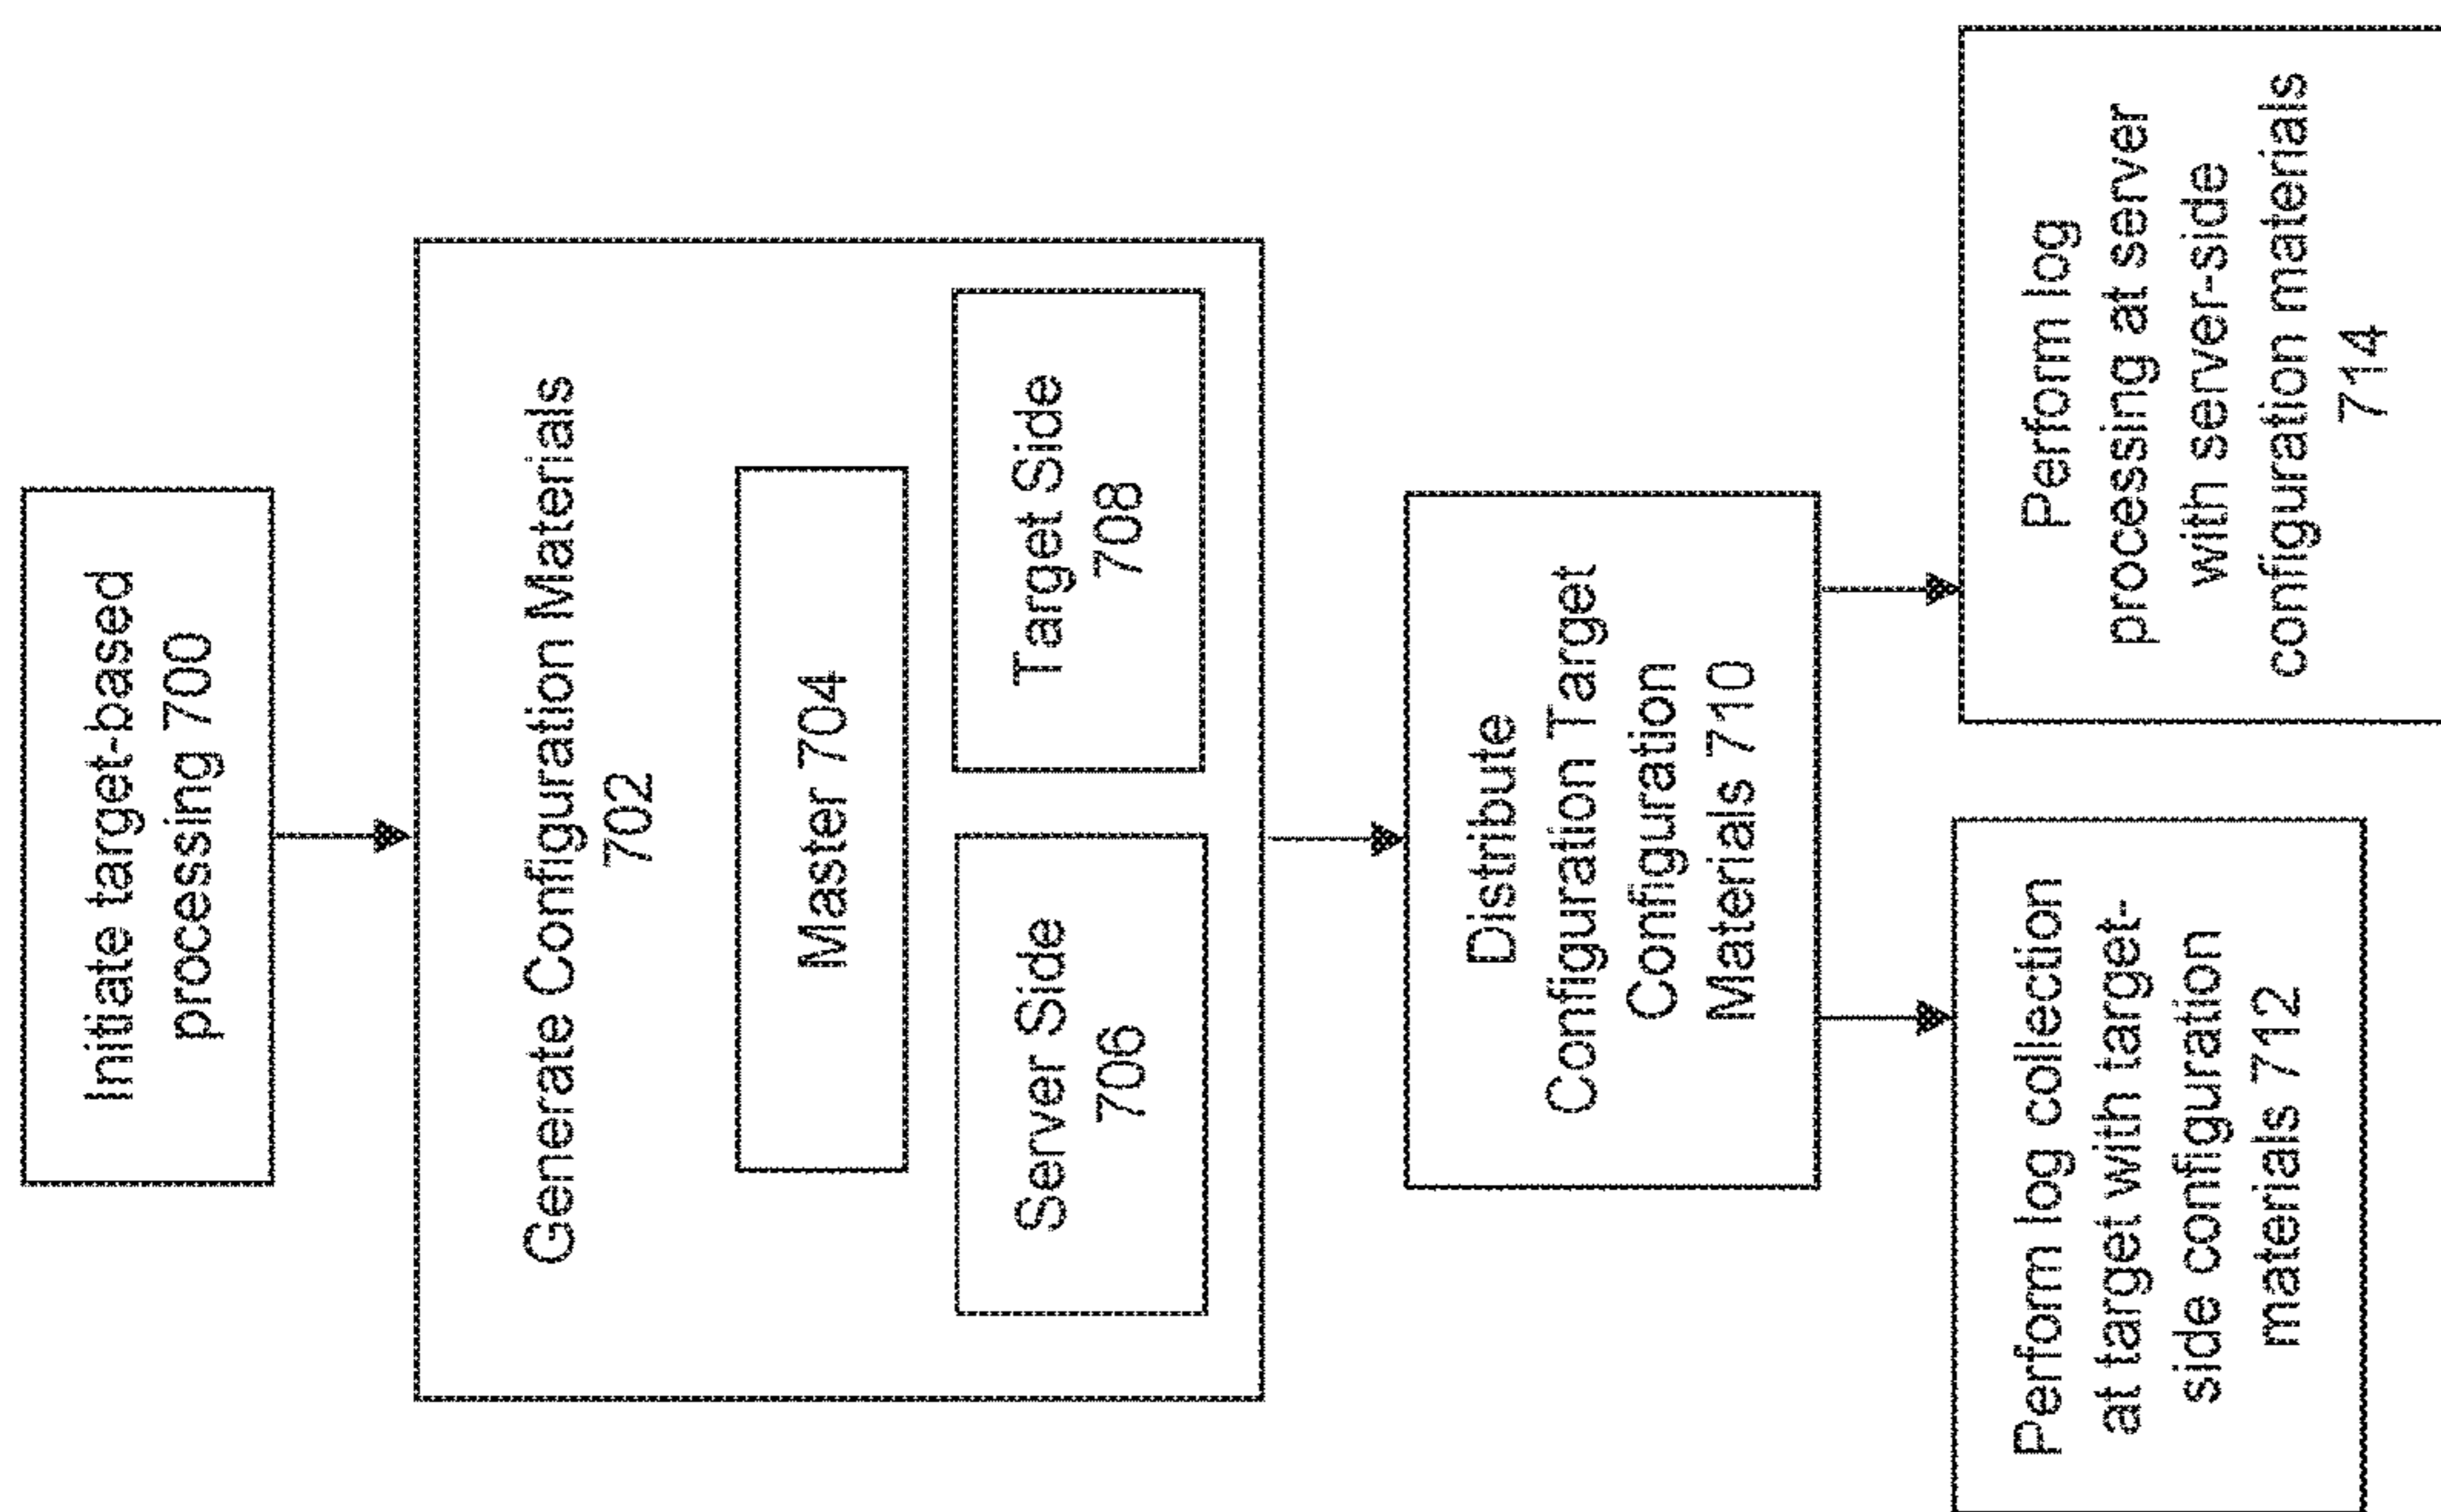 Initiate target-based
processing 700
Generate Configuration Materials
702
Master 704
Server Side
706
Target Side
708
Distribute
Configuration Target
Configuration
Materials 710
Perform log collection
at target with target-
side configuration
materials 712
Perform log
processing at server
with server-side
configuration materials
714